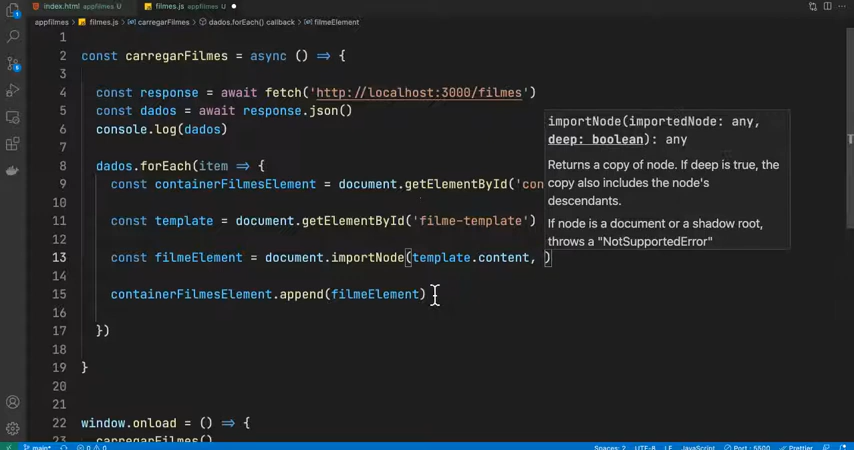 index.html appfilmes U
filmes.js appfilmes U
appfilmes > filmes.js > carregarFilmes > dados.forEach() callback > filmeElement
1
2 const carregarFilmes = async () => {
3
4 const response = await fetch('http://localhost:3000/filmes')
5 const dados = await response.json()
6 console.log(dados)
7
8 dados.forEach(item => {
9 const containerFilmesElement = document.getElementById('con
10
11 const template = document.getElementById('filme-template')
12
13 const filmeElement = document.importNode(template.content, )
14
15 containerFilmesElement.append(filmeElement)
16
17 })
18
19 }
20
21
22 window.onload = () => {
23 carregarFilmes()
importNode(importedNode: any,
deep: boolean): any
Returns a copy of node. If deep is true, the
copy also includes the node's
descendants.
If node is a document or a shadow root,
throws a "NotSupportedError"
main* 0 0 Spaces: 2 UTF-8 LF JavaScript Port : 5500 Prettier